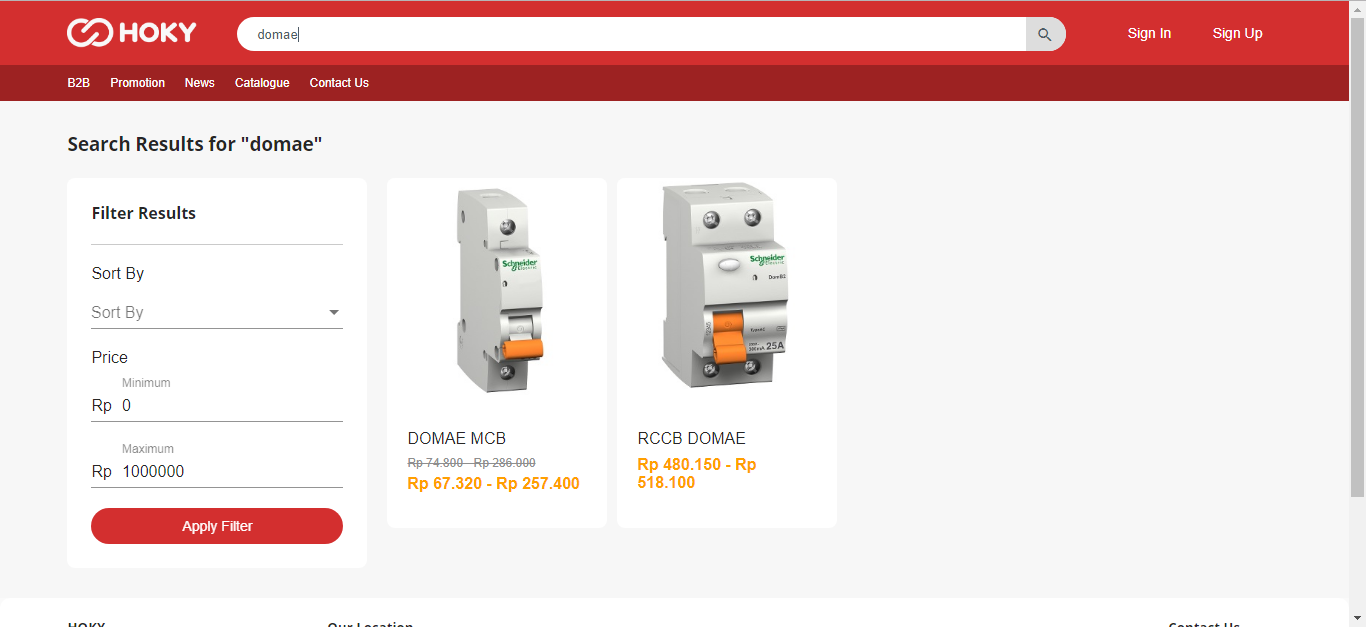 HOKY
domae
Sign In
Sign Up
B2B
Promotion
News
Catalogue
Contact Us
Search Results for "domae"
Filter Results
Sort By
Sort By
Price
Minimum
Rp 0
Maximum
Rp 1000000
Apply Filter
Schneider
Electric
DOMAE MCB
Rp 74.800 - Rp 286.000
Rp 67.320 - Rp 257.400
Schneider
Electric
25A
RCCB DOMAE
Rp 480.150 - Rp
518.100
HOKY
Our Location
Contact Us